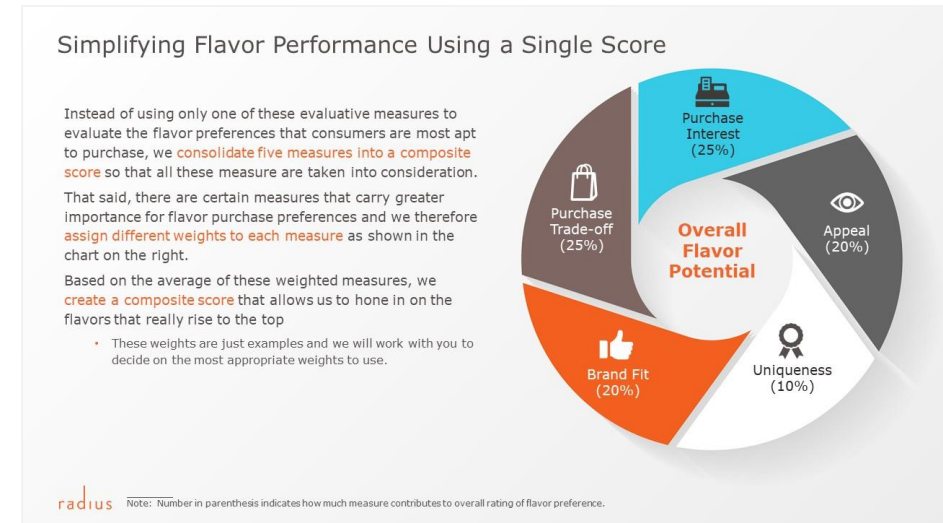 Simplifying Flavor Performance Using a Single Score
Instead of using only one of these evaluative measures to
evaluate the flavor preferences that consumers are most apt
to purchase, we consolidate five measures into a composite
score so that all these measure are taken into consideration.
That said, there are certain measures that carry greater
importance for flavor purchase preferences and we therefore
assign different weights to each measure as shown in the
chart on the right.
Based on the average of these weighted measures, we
create a composite score that allows us to hone in on the
flavors that really rise to the top
• These weights are just examples and we will work with you to
decide on the most appropriate weights to use.
Purchase
Interest
(25%)
Appeal
(20%)
Uniqueness
(10%)
Brand Fit
(20%)
Purchase
Trade-off
(25%)
Overall
Flavor
Potential
radius
Note: Number in parenthesis indicates how much measure contributes to overall rating of flavor preference.